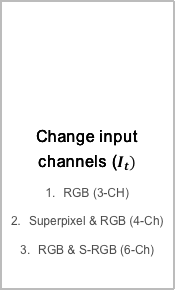 Change input
channels (𝑰𝒕)
1. RGB (3-CH)
2. Superpixel & RGB (4-Ch)
3. RGB & S-RGB (6-Ch)